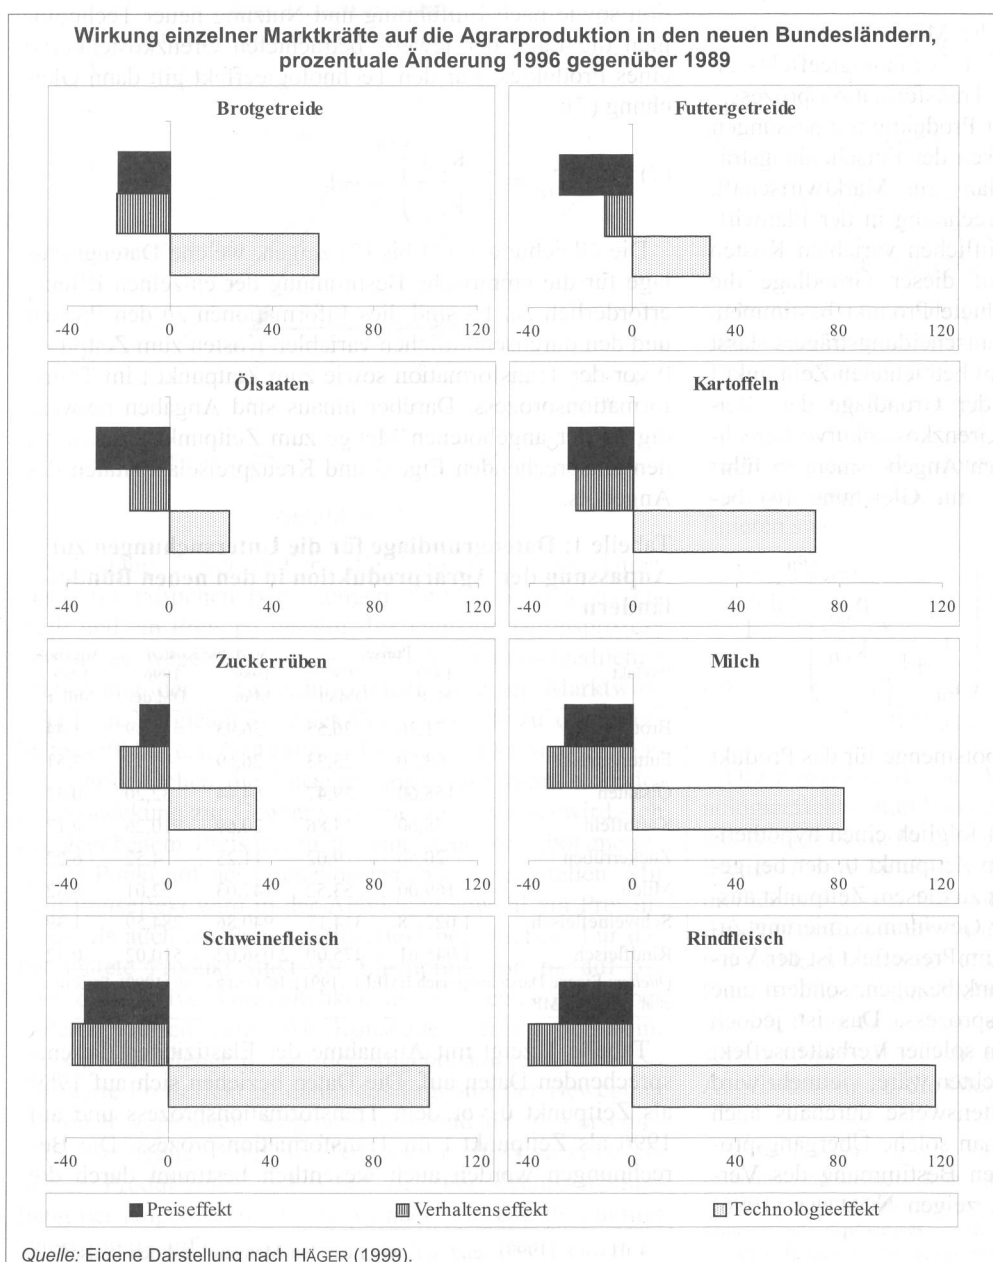 Wirkung einzelner Marktkräfte auf die Agrarproduktion in den neuen Bundesländern,
prozentuale Änderung 1996 gegenüber 1989
Brotgetreide
-40 0 40 80 120
Futtergetreide
-40 0 40 80 120
Ölsaaten
-40 0 40 80 120
Kartoffeln
-40 0 40 80 120
Zuckerrüben
-40 0 40 80 120
Milch
-40 0 40 80 120
Schweinefleisch
-40 0 40 80 120
Rindfleisch
-40 0 40 80 120
Preiseffekt Verhaltenseffekt Technologieeffekt
Quelle: Eigene Darstellung nach HÄGER (1999).